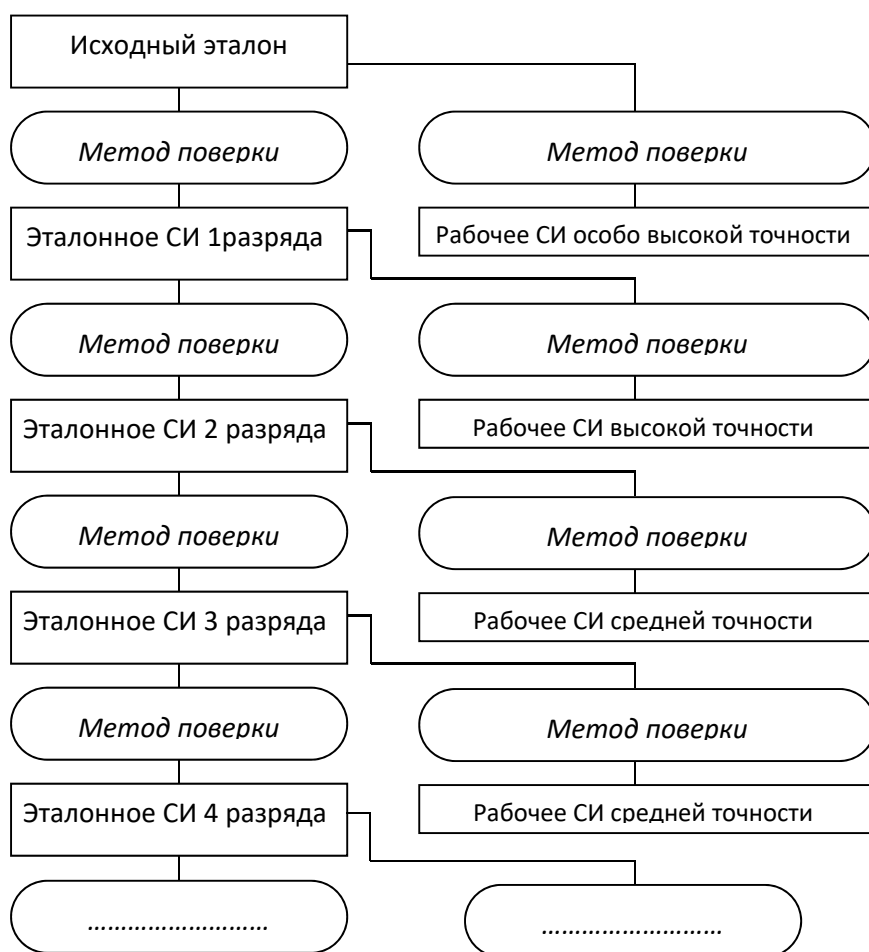 Исходный эталон
Метод поверки
Метод поверки
Эталонное СИ 1разряда
Рабочее СИ особо высокой точности
Метод поверки
Метод поверки
Эталонное СИ 2 разряда
Рабочее СИ высокой точности
Метод поверки
Метод поверки
Эталонное СИ 3 разряда
Рабочее СИ средней точности
Метод поверки
Метод поверки
Эталонное СИ 4 разряда
Рабочее СИ средней точности
………………………
………………………